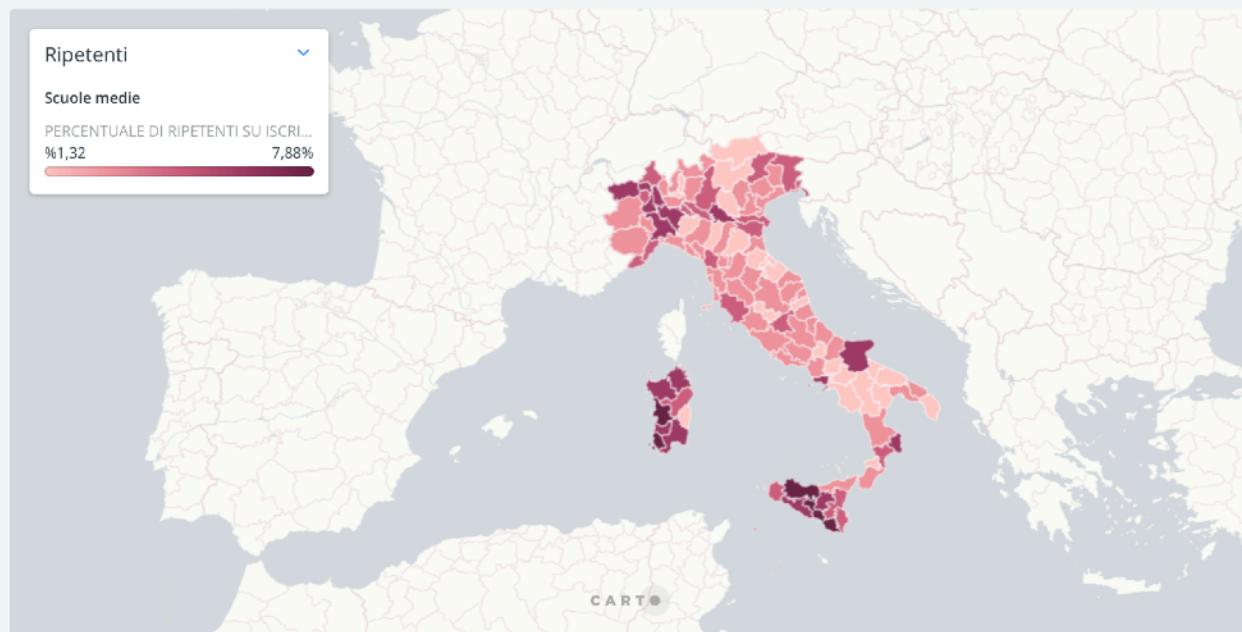 Ripetenti
Scuole medie
PERCENTUALE DI RIPETENTI SU ISCRI...
%1,32 7,88%
CARTO